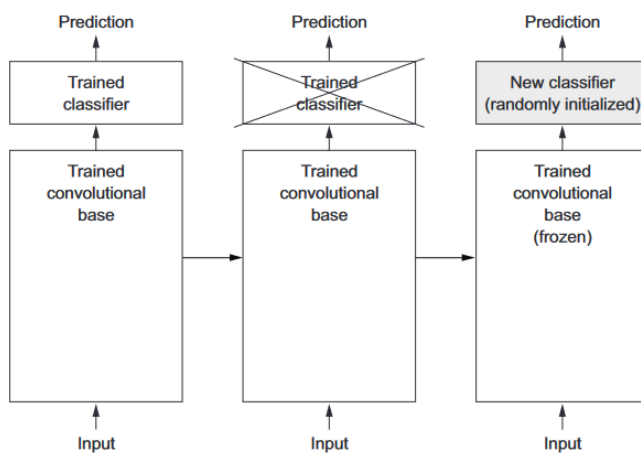 Prediction
Trained
classifier
Trained
convolutional
base
Input
Prediction
Trained
classifier
Trained
convolutional
base
Input
Prediction
New classifier
(randomly initialized)
Trained
convolutional
base
(frozen)
Input